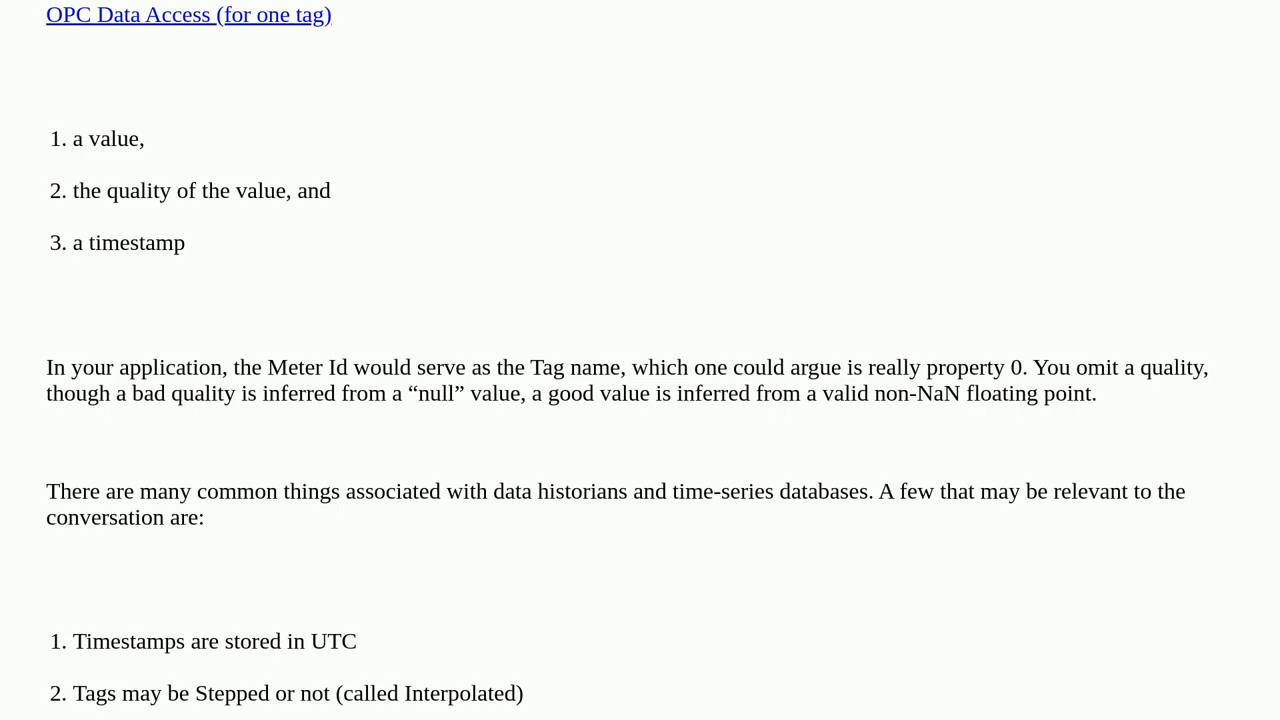 OPC Data Access (for one tag)
1. a value,
2. the quality of the value, and
3. a timestamp
In your application, the Meter Id would serve as the Tag name, which one could argue is really property 0. You omit a quality,
though a bad quality is inferred from a “null” value, a good value is inferred from a valid non-NaN floating point.
There are many common things associated with data historians and time-series databases. A few that may be relevant to the
conversation are:
1. Timestamps are stored in UTC
2. Tags may be Stepped or not (called Interpolated)